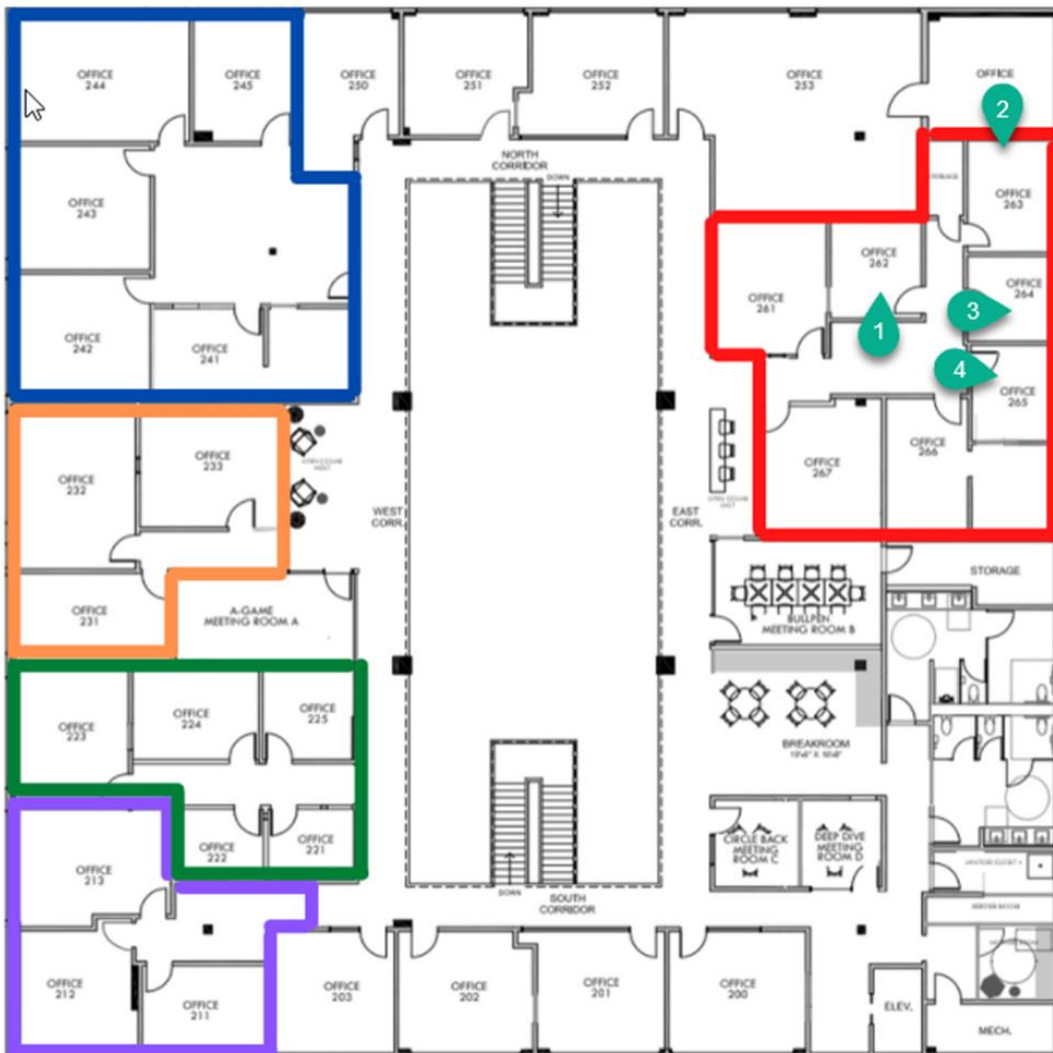 OFFICE
244
OFFICE
245
OFFICE
250
OFFICE
251
OFFICE
252
OFFICE
253
OFFICE
2
NORTH
CORRIDOR
DOWN
OFFICE
243
OFFICE
263
OFFICE
262
OFFICE
261
OFFICE
264
3
1
OFFICE
242
OFFICE
241
4
OFFICE
265
OFFICE
232
OFFICE
233
OFFICE
267
OFFICE
266
WEST
CORR.
EAST
CORR.
OFFICE
231
A-GAME
MEETING ROOM A
STORAGE
BULLPEN
MEETING ROOM B
OFFICE
223
OFFICE
224
OFFICE
225
BREAKROOM
OFFICE
222
OFFICE
221
CIRCLE BACK
MEETING
ROOM C
DEEP DIVE
MEETING
ROOM D
OFFICE
213
DOWN
SOUTH
CORRIDOR
OFFICE
212
OFFICE
211
OFFICE
203
OFFICE
202
OFFICE
201
OFFICE
200
ELEV.
MECH.